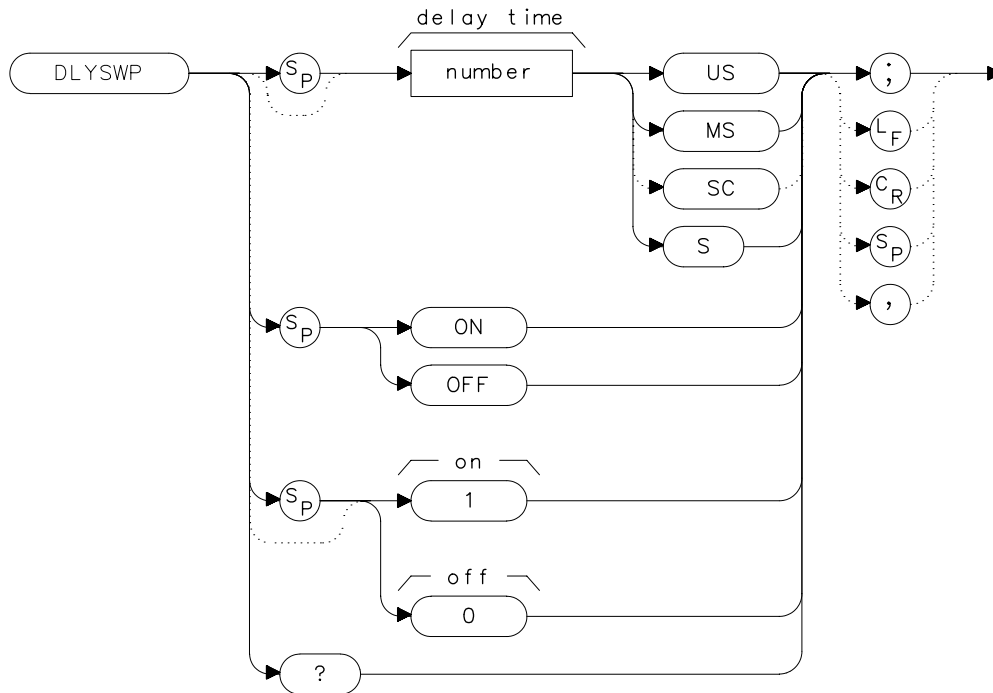 delay time
DLYSWP SP number US ;
MS LF
SC CR
S SP
,
SP ON
OFF
on
SP 1
off
0
?